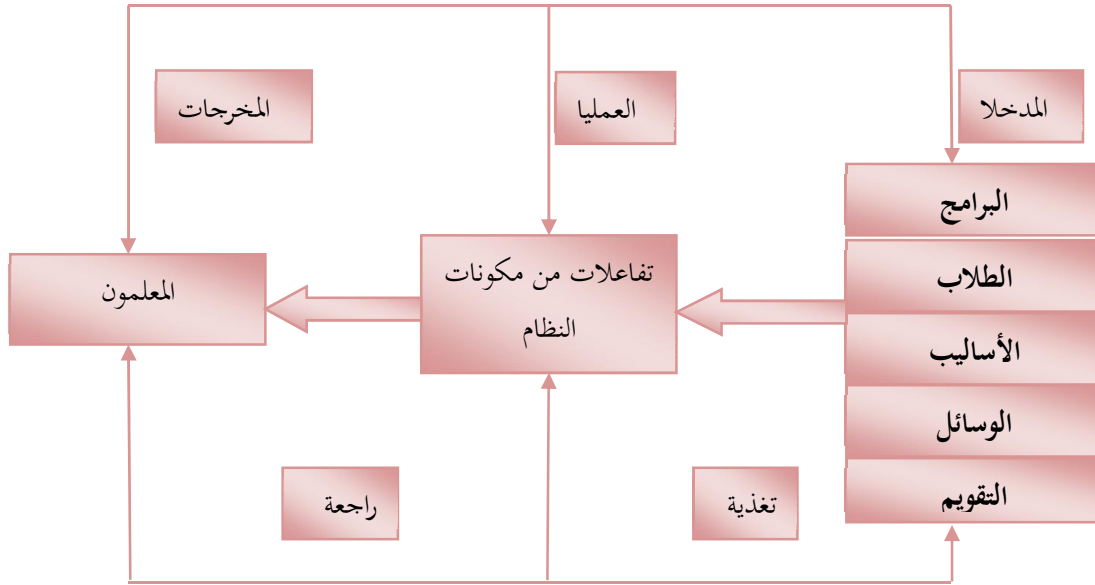 المدخلا
العمليا
المخرجات
البرامج
الطلاب
الأساليب
الوسائل
التقويم
تفاعلات من مكونات
النظام
المعلمون
تغذية
راجعة